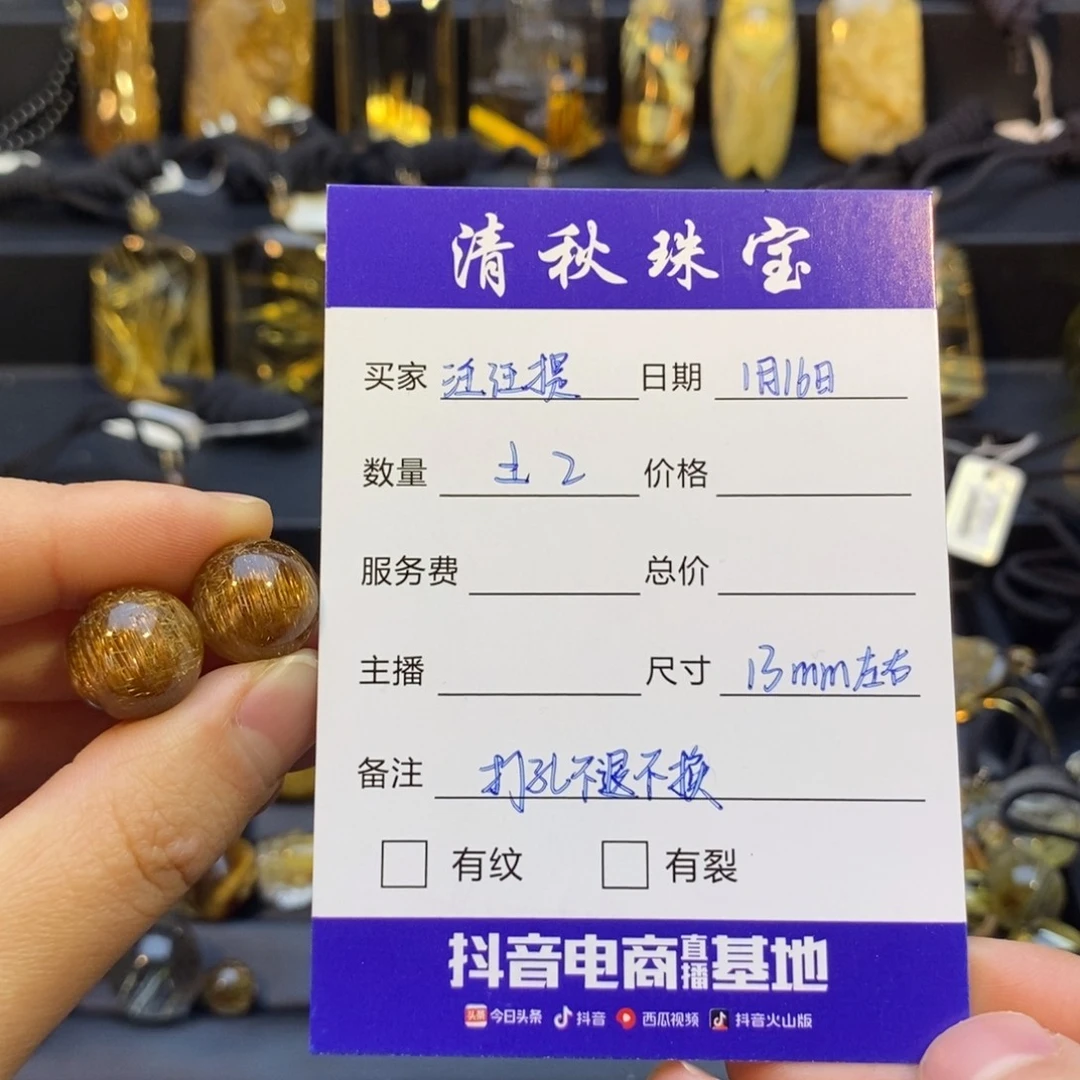 清秋珠宝
买家 汪汪提 日期 1月16日
数量 土2 价格
服务费 总价
主播 尺寸 13mm左右
备注 打孔不退不换
有纹 有裂
抖音电商直播基地
头条 今日头条 抖音 西瓜视频 抖音火山版